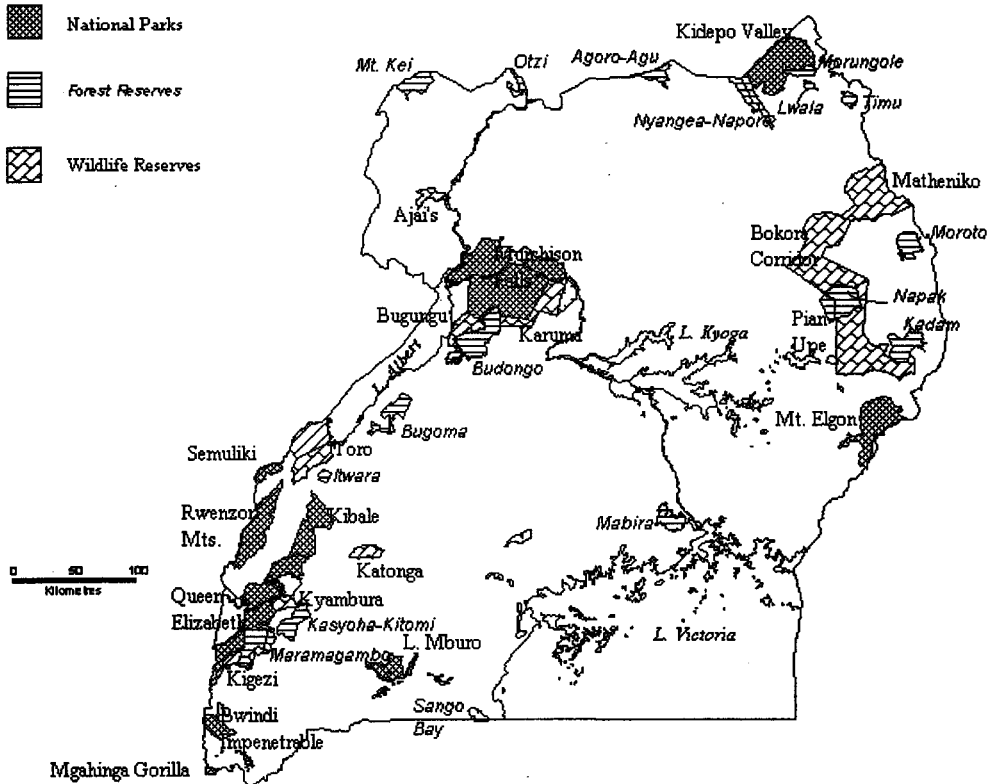 National Parks
Forest Reserves
Wildlife Reserves
Kidepo Valley
Mt. Kei
Otzi
Agoro-Agu
Morungole
Lwala
Timu
Nyangea-Napore
Matheniko
Ajai's
Bokora
Corridor
Moroto
Murchison
Falls
Napak
Bugungu
Karuma
Pian
Upe
Kadam
L. Kyoga
Budongo
L. Albert
Mt. Elgon
Bugoma
Semuliki
Toro
Itwara
Rwenzori
Mts.
Kibale
Mabira
0 50 100
Kilometres
Katonga
Queen
Elizabeth
Kyambura
Kasyoha-Kitomi
L. Victoria
Maramagambo
L. Mburo
Kigezi
Sango
Bay
Bwindi
Impenetrable
Mgahinga Gorilla